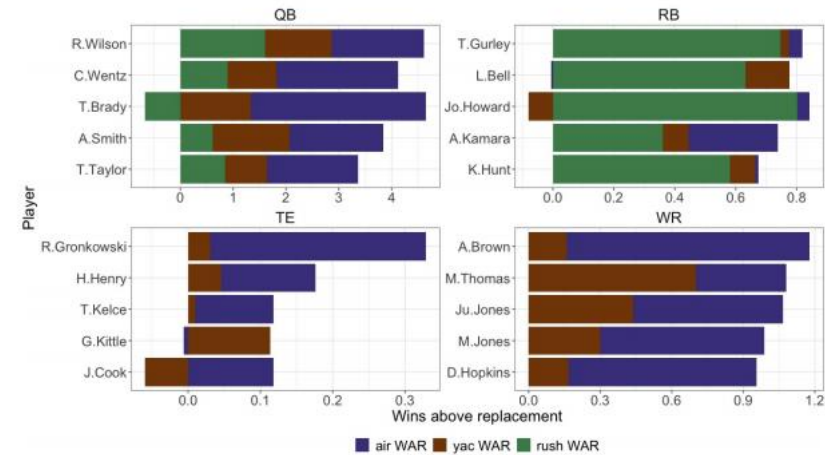 QB
RB
R.Wilson
C.Wentz
T.Brady
A.Smith
T.Taylor
0 1 2 3 4
T.Gurley
L.Bell
Jo.Howard
A.Kamara
K.Hunt
0.0 0.2 0.4 0.6 0.8
Player
TE
WR
R.Gronkowski
H.Henry
T.Kelce
G.Kittle
J.Cook
0.0 0.1 0.2 0.3
A.Brown
M.Thomas
Ju.Jones
M.Jones
D.Hopkins
0.0 0.3 0.6 0.9 1.2
Wins above replacement
air WAR yac WAR rush WAR